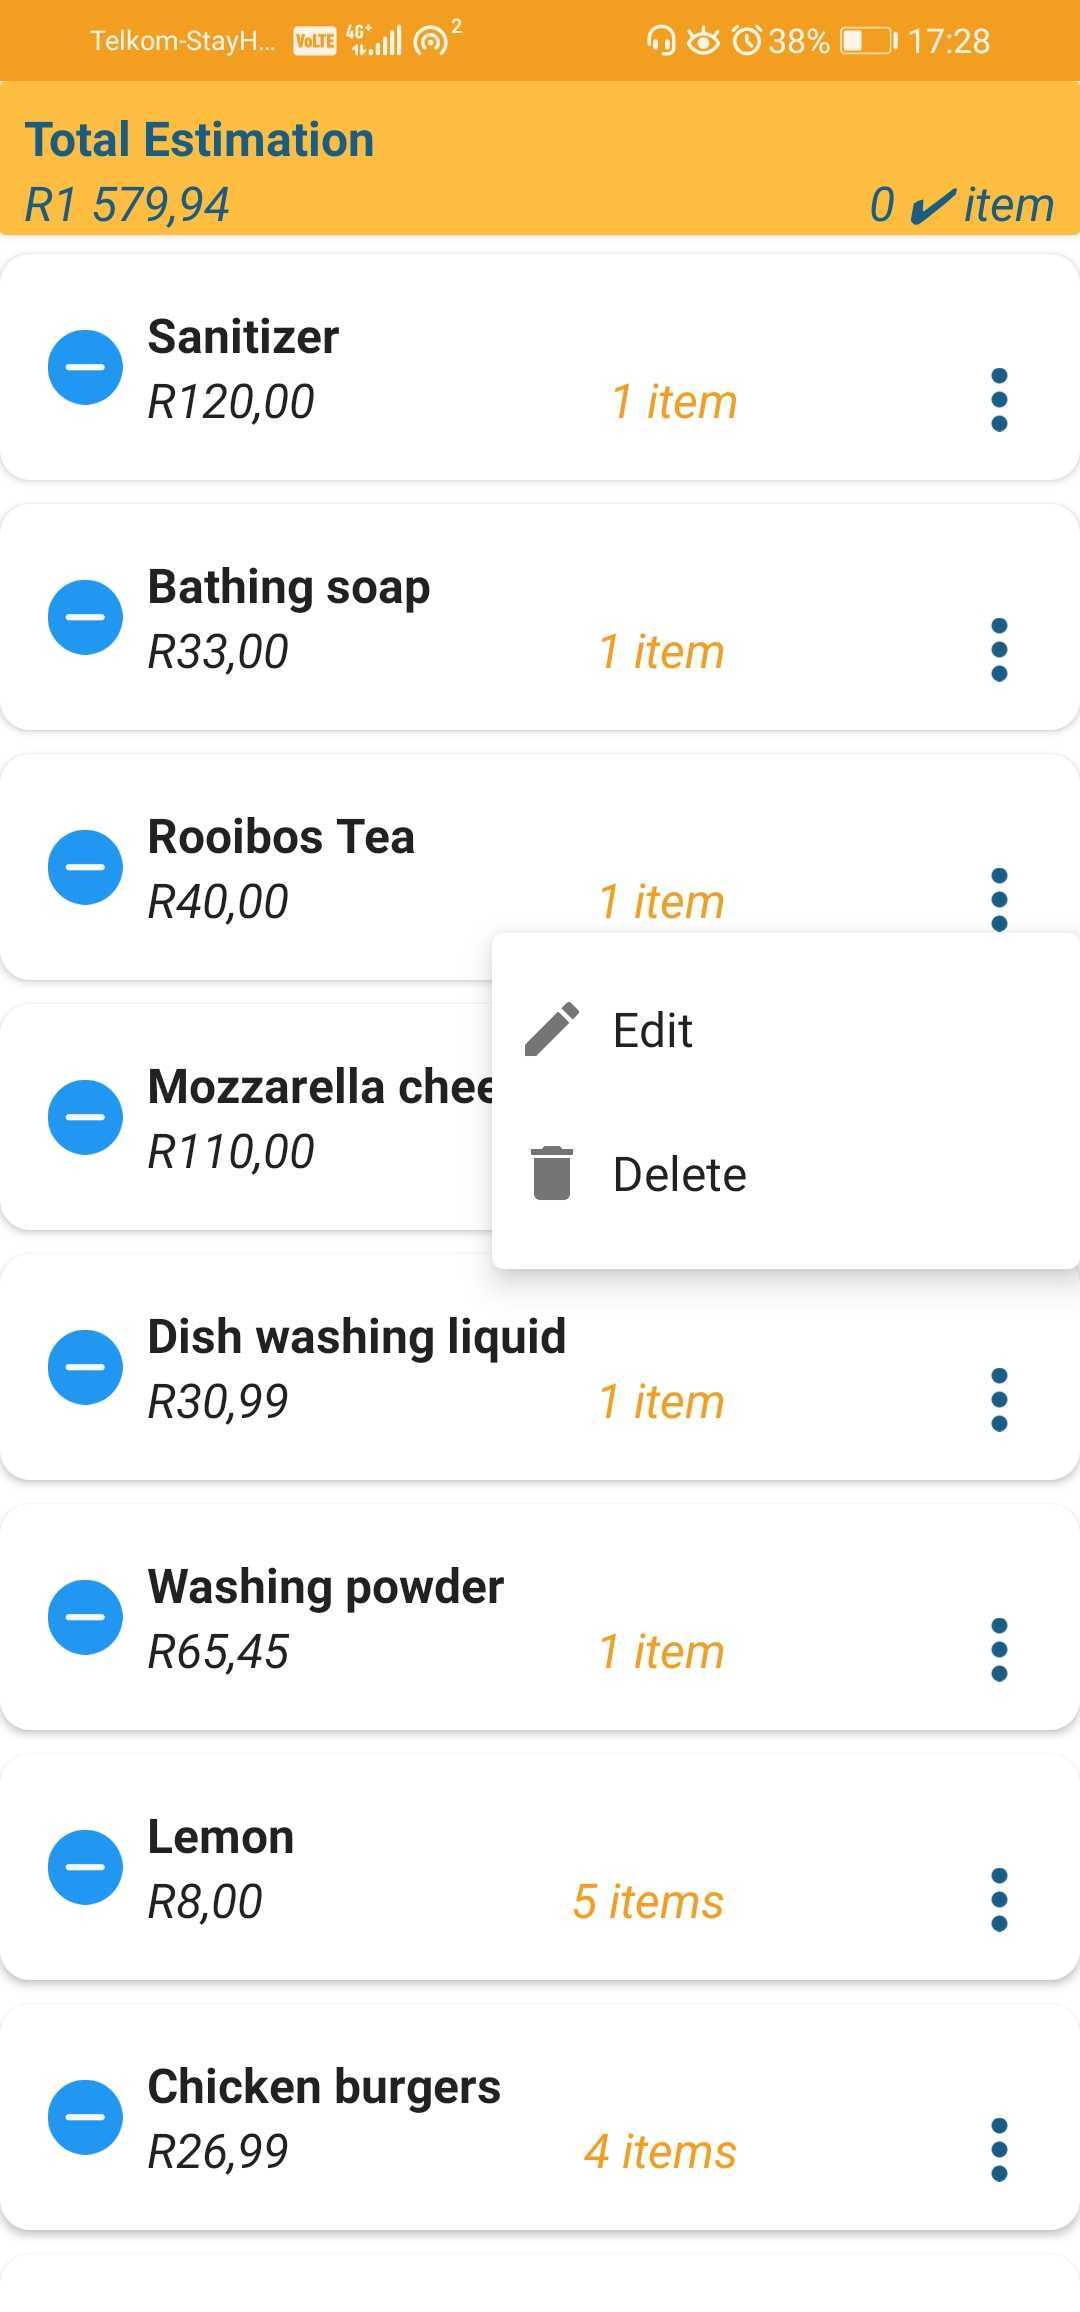 Telkom-StayH... VoLTE 4G+ 2 38% 17:28
Total Estimation
R1 579,94 0 ✔ item
Sanitizer
R120,00 1 item
Bathing soap
R33,00 1 item
Rooibos Tea
R40,00 1 item
Edit
Mozzarella chee
R110,00
Delete
Dish washing liquid
R30,99 1 item
Washing powder
R65,45 1 item
Lemon
R8,00 5 items
Chicken burgers
R26,99 4 items